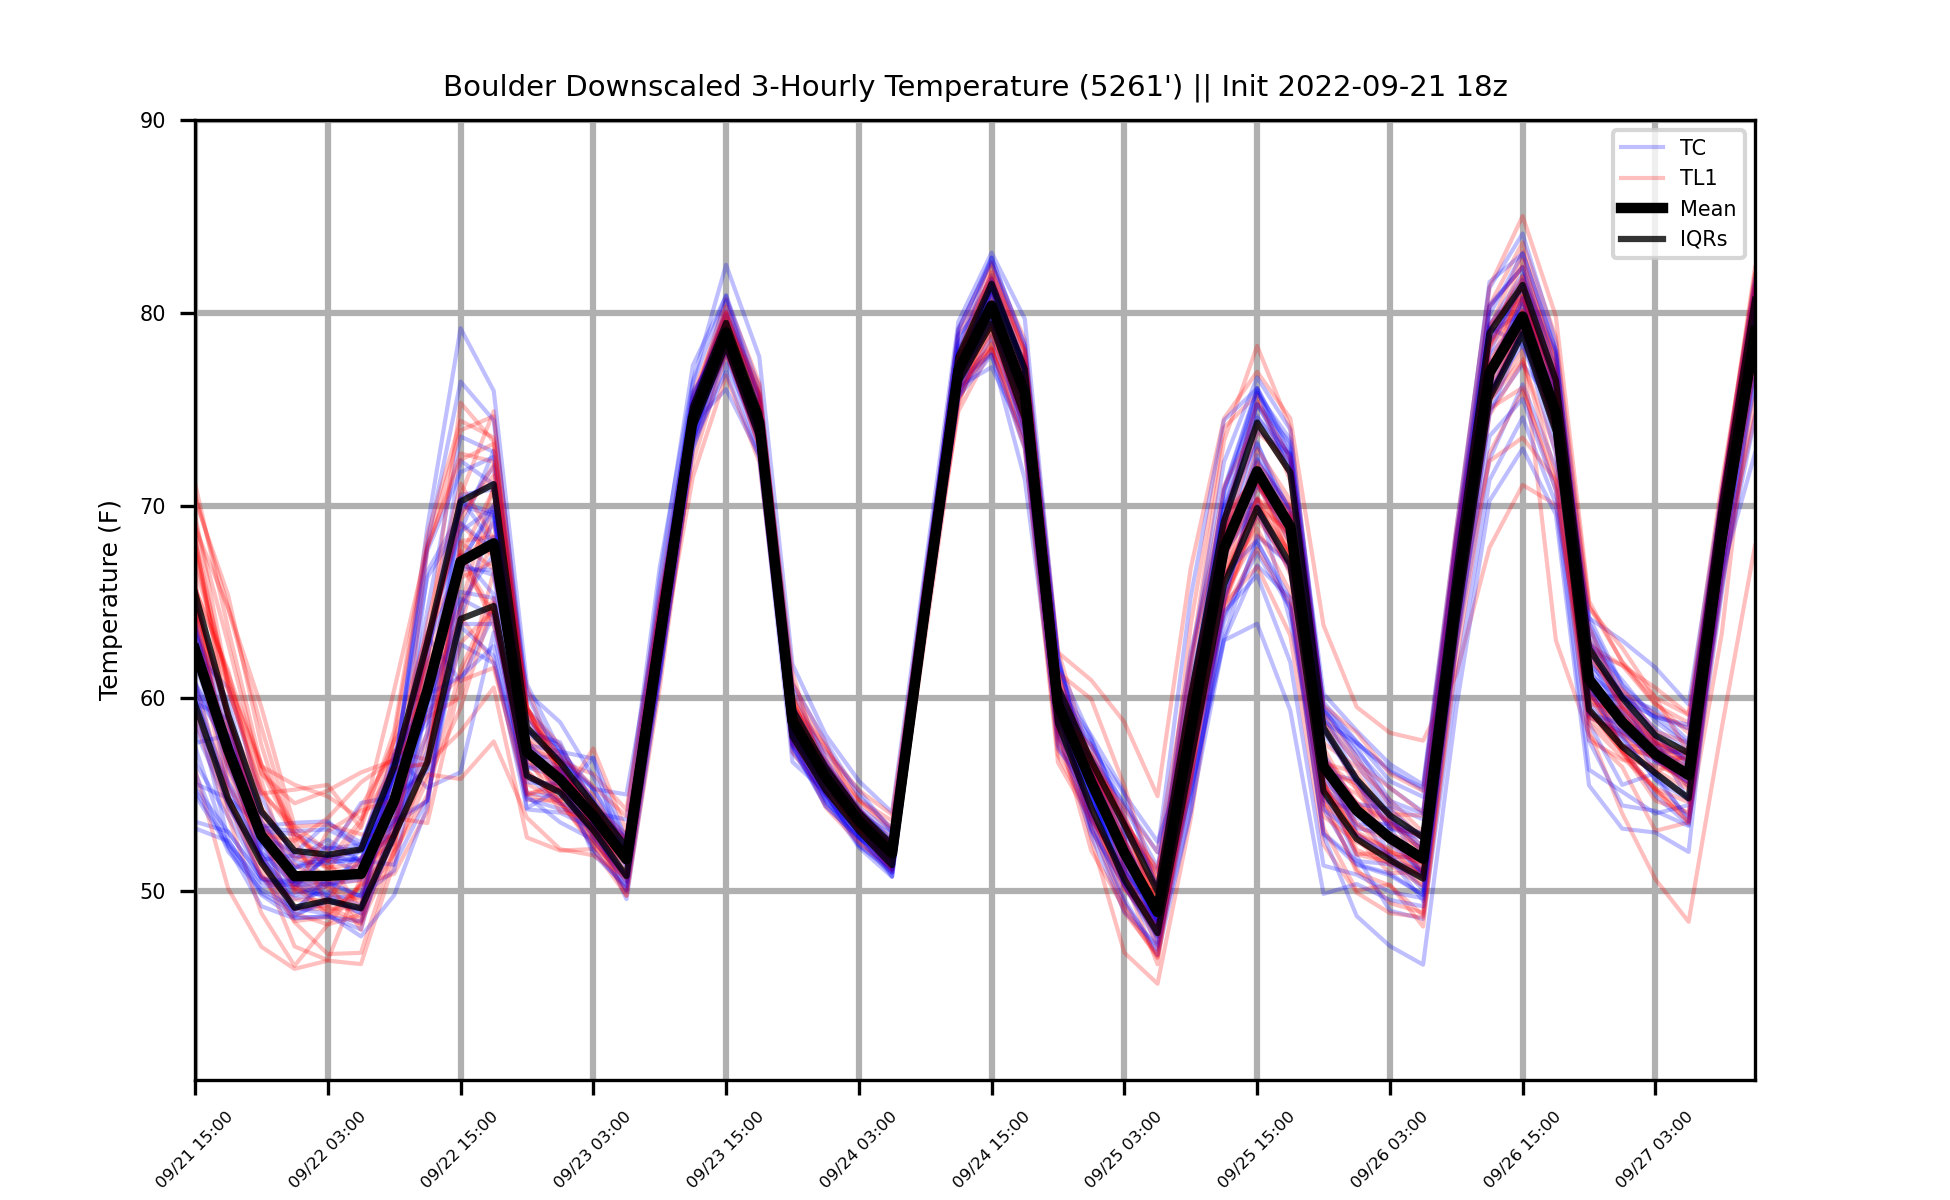 Boulder Downscaled 3-Hourly Temperature (5261') || Init 2022-09-21 18z
90
80
70
60
50
Temperature (F)
TC
TL1
Mean
IQRs
09/21 15:00
09/22 03:00
09/22 15:00
09/23 03:00
09/23 15:00
09/24 03:00
09/24 15:00
09/25 03:00
09/25 15:00
09/26 03:00
09/26 15:00
09/27 03:00